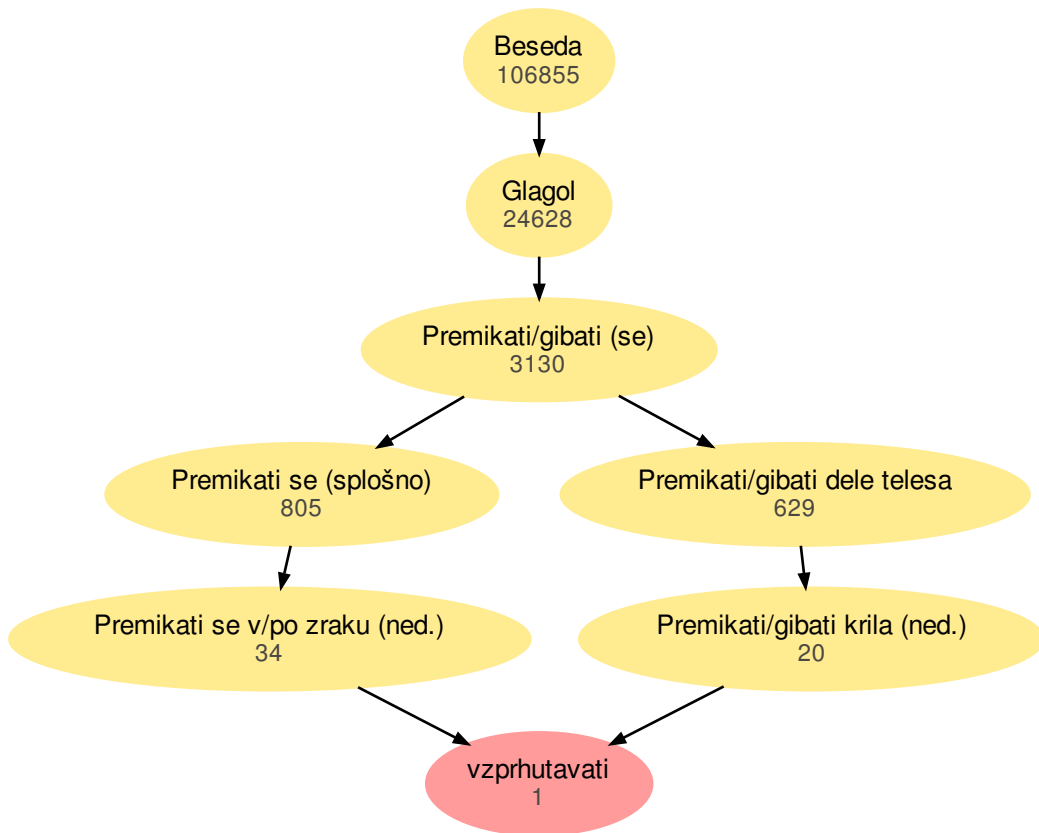 Beseda
106855
Glagol
24628
Premikati/gibati (se)
3130
Premikati se (splošno)
805
Premikati/gibati dele telesa
629
Premikati se v/po zraku (ned.)
34
Premikati/gibati krila (ned.)
20
vzprhutavati
1